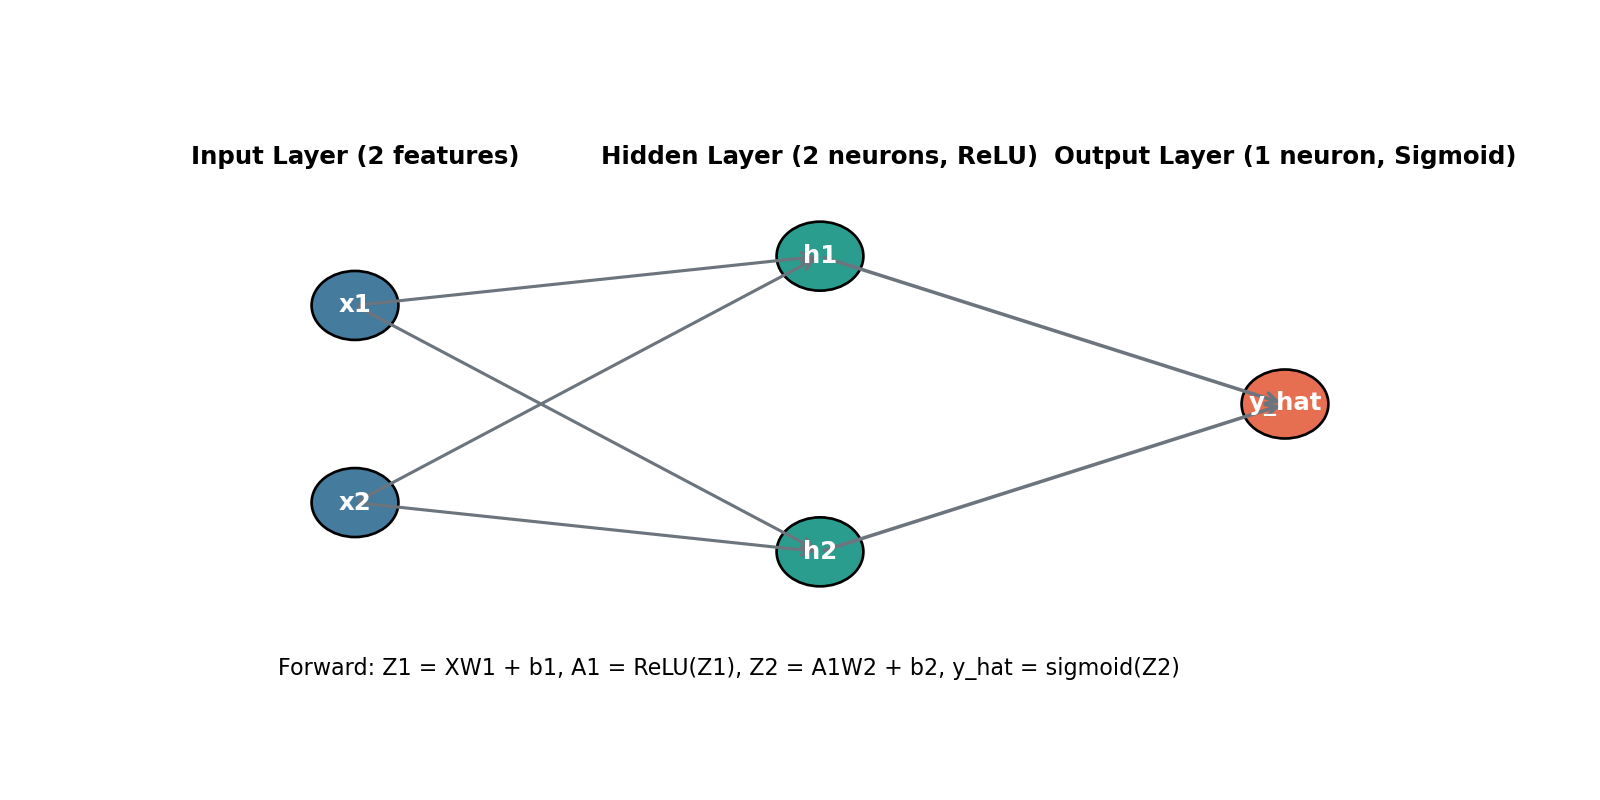 Input Layer (2 features)
Hidden Layer (2 neurons, ReLU)
Output Layer (1 neuron, Sigmoid)
h1
x1
y_hat
x2
h2
Forward: Z1 = XW1 + b1, A1 = ReLU(Z1), Z2 = A1W2 + b2, y_hat = sigmoid(Z2)